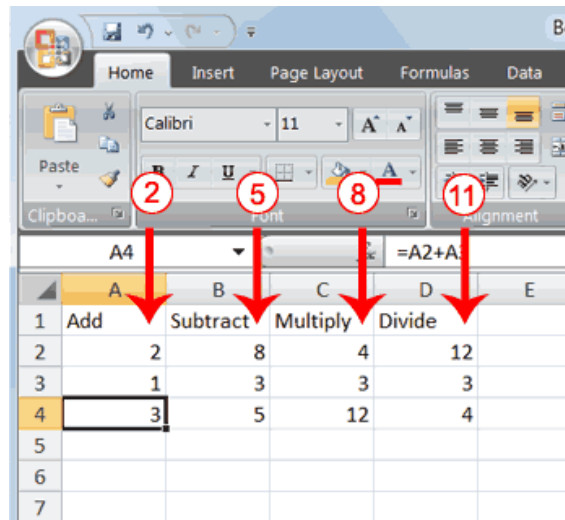 B
Home Insert Page Layout Formulas Data
Calibri 11 A A
Paste
B I U A
2 5 8 11
Clipboa... Font Alignment
A4 fx =A2+A3
A B C D E
1 Add Subtract Multiply Divide
2 2 8 4 12
3 1 3 3 3
4 3 5 12 4
5
6
7